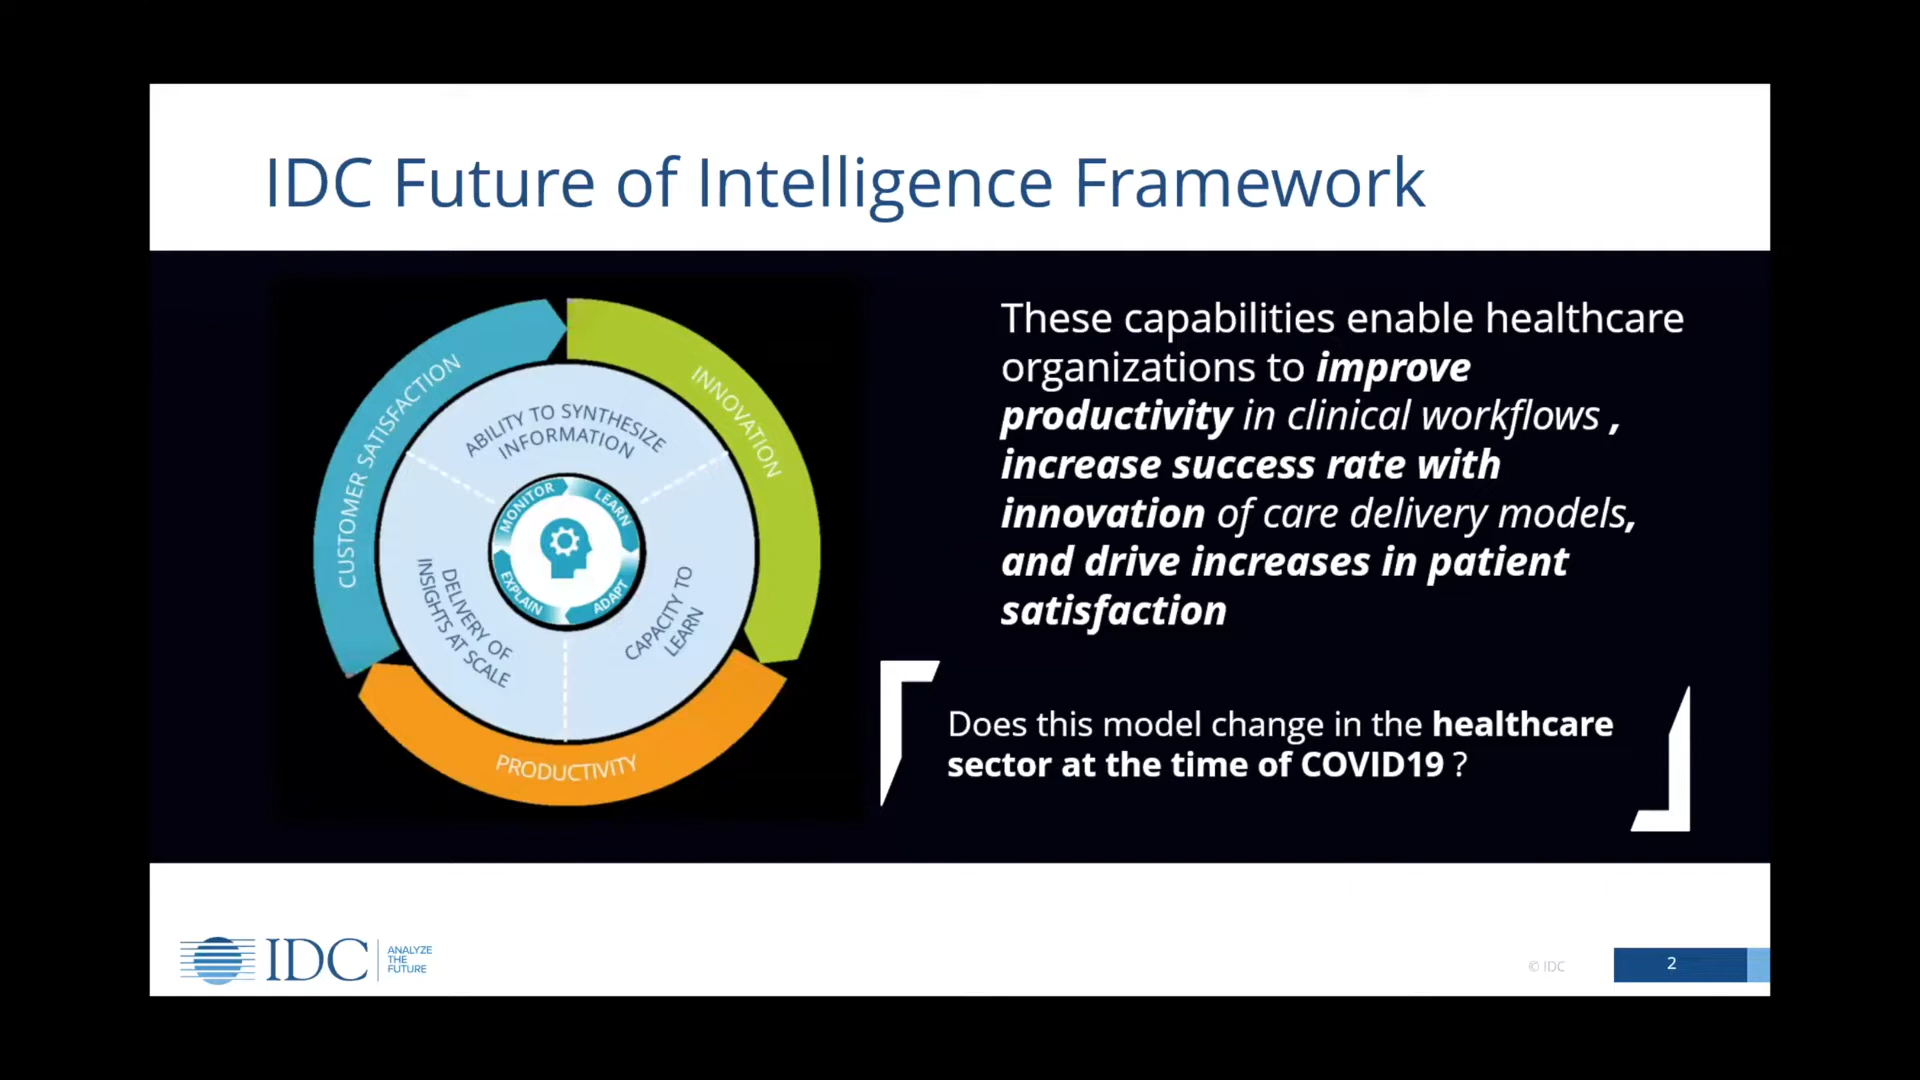 IDC Future of Intelligence Framework
CUSTOMER SATISFACTION
INNOVATION
PRODUCTIVITY
ABILITY TO SYNTHESIZE
INFORMATION
CAPACITY TO
LEARN
DELIVERY OF
INSIGHTS AT SCALE
MONITOR
LEARN
ADAPT
EXPLAIN
These capabilities enable healthcare
organizations to improve
productivity in clinical workflows ,
increase success rate with
innovation of care delivery models,
and drive increases in patient
satisfaction
Does this model change in the healthcare
sector at the time of COVID19 ?
IDC
ANALYZE
THE
FUTURE
© IDC
2